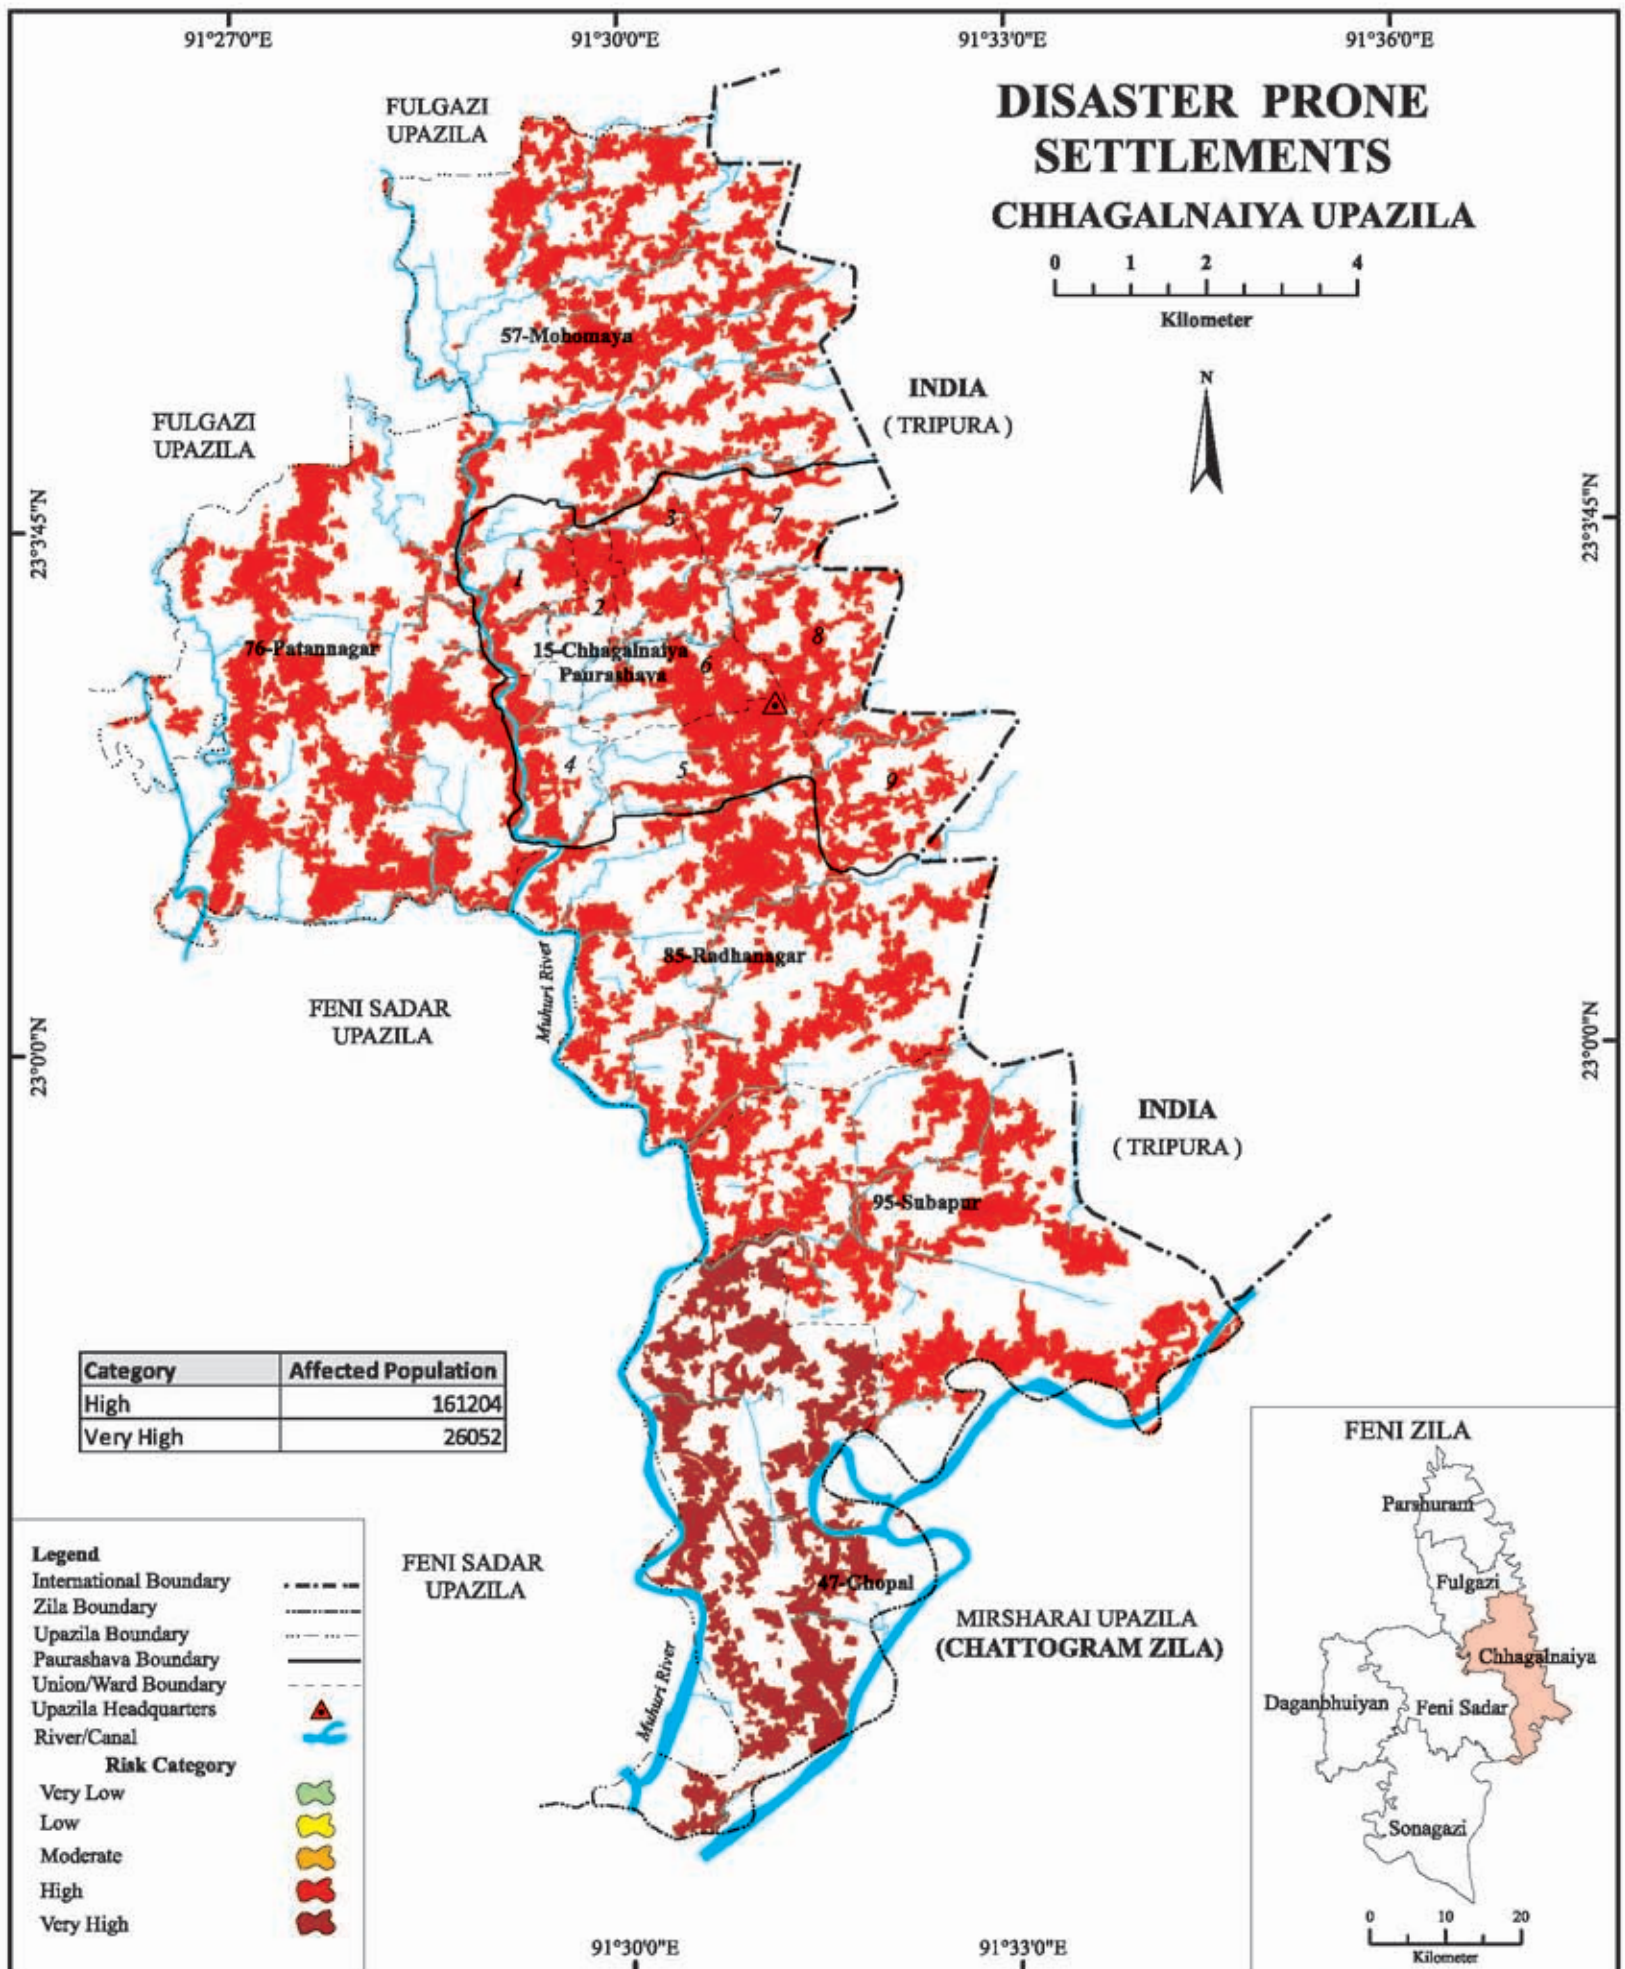 91°27'0"E
91°30'0"E
91°33'0"E
91°36'0"E
DISASTER PRONE
SETTLEMENTS
CHHAGALNAIYA UPAZILA
0 1 2 4
Kilometer
N
FULGAZI
UPAZILA
57-Mohomaya
INDIA
( TRIPURA )
FULGAZI
UPAZILA
23°3'45"N
23°3'45"N
3
7
1
2
8
76-Patannagar
15-Chhagalnaiya
Paurashava
6
4
5
9
85-Radhanagar
Muhuri River
FENI SADAR
UPAZILA
23°0'0"N
23°0'0"N
INDIA
( TRIPURA )
95-Subapur
Category Affected Population
High 161204
Very High 26052
FENI SADAR
UPAZILA
47-Ghopal
MIRSHARAI UPAZILA
(CHATTOGRAM ZILA)
Muhuri River
Legend
International Boundary
Zila Boundary
Upazila Boundary
Paurashava Boundary
Union/Ward Boundary
Upazila Headquarters
River/Canal
Risk Category
Very Low
Low
Moderate
High
Very High
FENI ZILA
Parshuram
Fulgazi
Chhagalnaiya
Daganbhuiyan
Feni Sadar
Sonagazi
0 10 20
Kilometer
91°30'0"E
91°33'0"E